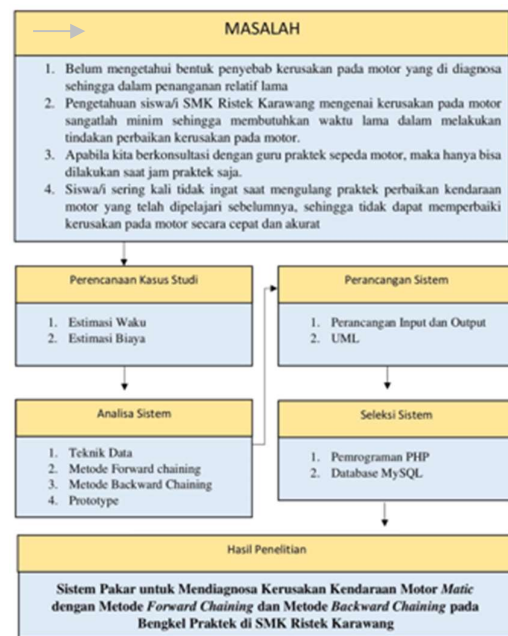 MASALAH
1. Belum mengetahui bentuk penyebab kerusakan pada motor yang di diagnosa
sehingga dalam penanganan relatif lama
2. Pengetahuan siswa/i SMK Ristek Karawang mengenai kerusakan pada motor
sangatlah minim sehingga membutuhkan waktu lama dalam melakukan
tindakan perbaikan kerusakan pada motor.
3. Apabila kita berkonsultasi dengan guru praktek sepeda motor, maka hanya bisa
dilakukan saat jam praktek saja.
4. Siswa/i sering kali tidak ingat saat mengulang praktek perbaikan kendaraan
motor yang telah dipelajari sebelumnya, sehingga tidak dapat memperbaiki
kerusakan pada motor secara cepat dan akurat
Perencanaan Kasus Studi
1. Estimasi Waku
2. Estimasi Biaya
Analisa Sistem
1. Teknik Data
2. Metode Forward chaining
3. Metode Backward Chaining
4. Prototype
Perancangan Sistem
1. Perancangan Input dan Output
2. UML
Seleksi Sistem
1. Pemrograman PHP
2. Database MySQL
Hasil Penelitian
Sistem Pakar untuk Mendiagnosa Kerusakan Kendaraan Motor Matic
dengan Metode Forward Chaining dan Metode Backward Chaining pada
Bengkel Praktek di SMK Ristek Karawang